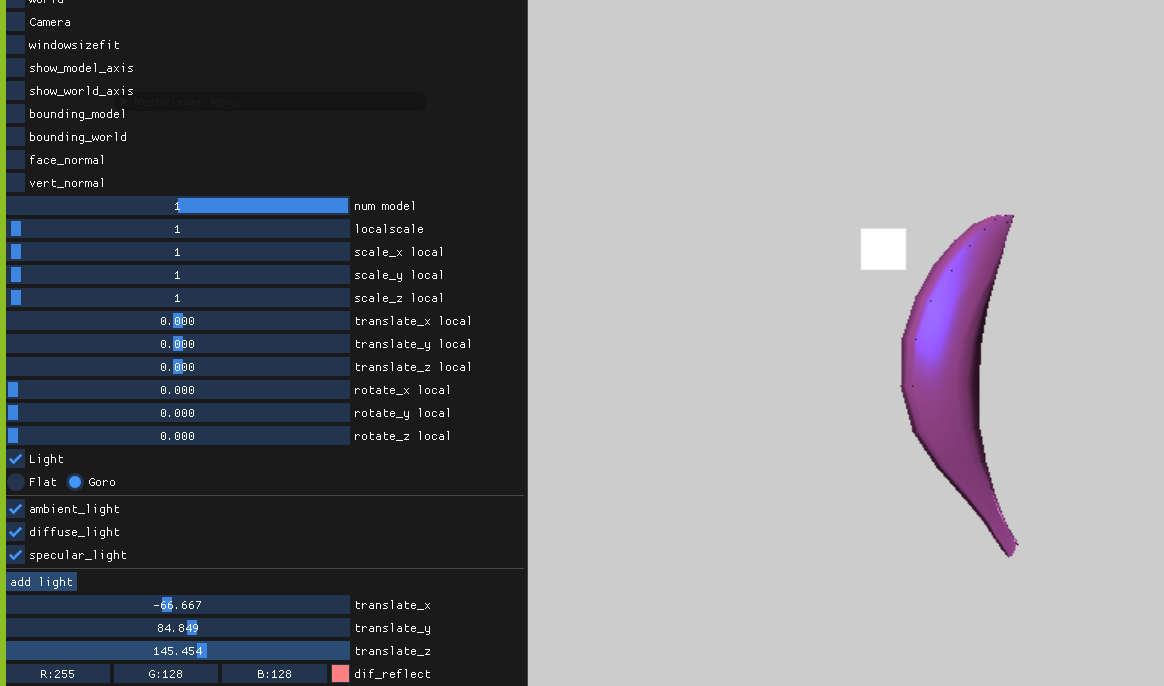 world
Camera
windowsizefit
show_model_axis
show_world_axis
MeshViewer Menu
bounding_model
bounding_world
face_normal
vert_normal
1 num model
1 localscale
1 scale_x local
1 scale_y local
1 scale_z local
0.000 translate_x local
0.000 translate_y local
0.000 translate_z local
0.000 rotate_x local
0.000 rotate_y local
0.000 rotate_z local
Light
Flat Goro
ambient_light
diffuse_light
specular_light
add light
-66.667 translate_x
84.849 translate_y
145.454 translate_z
R:255 G:128 B:128 dif_reflect